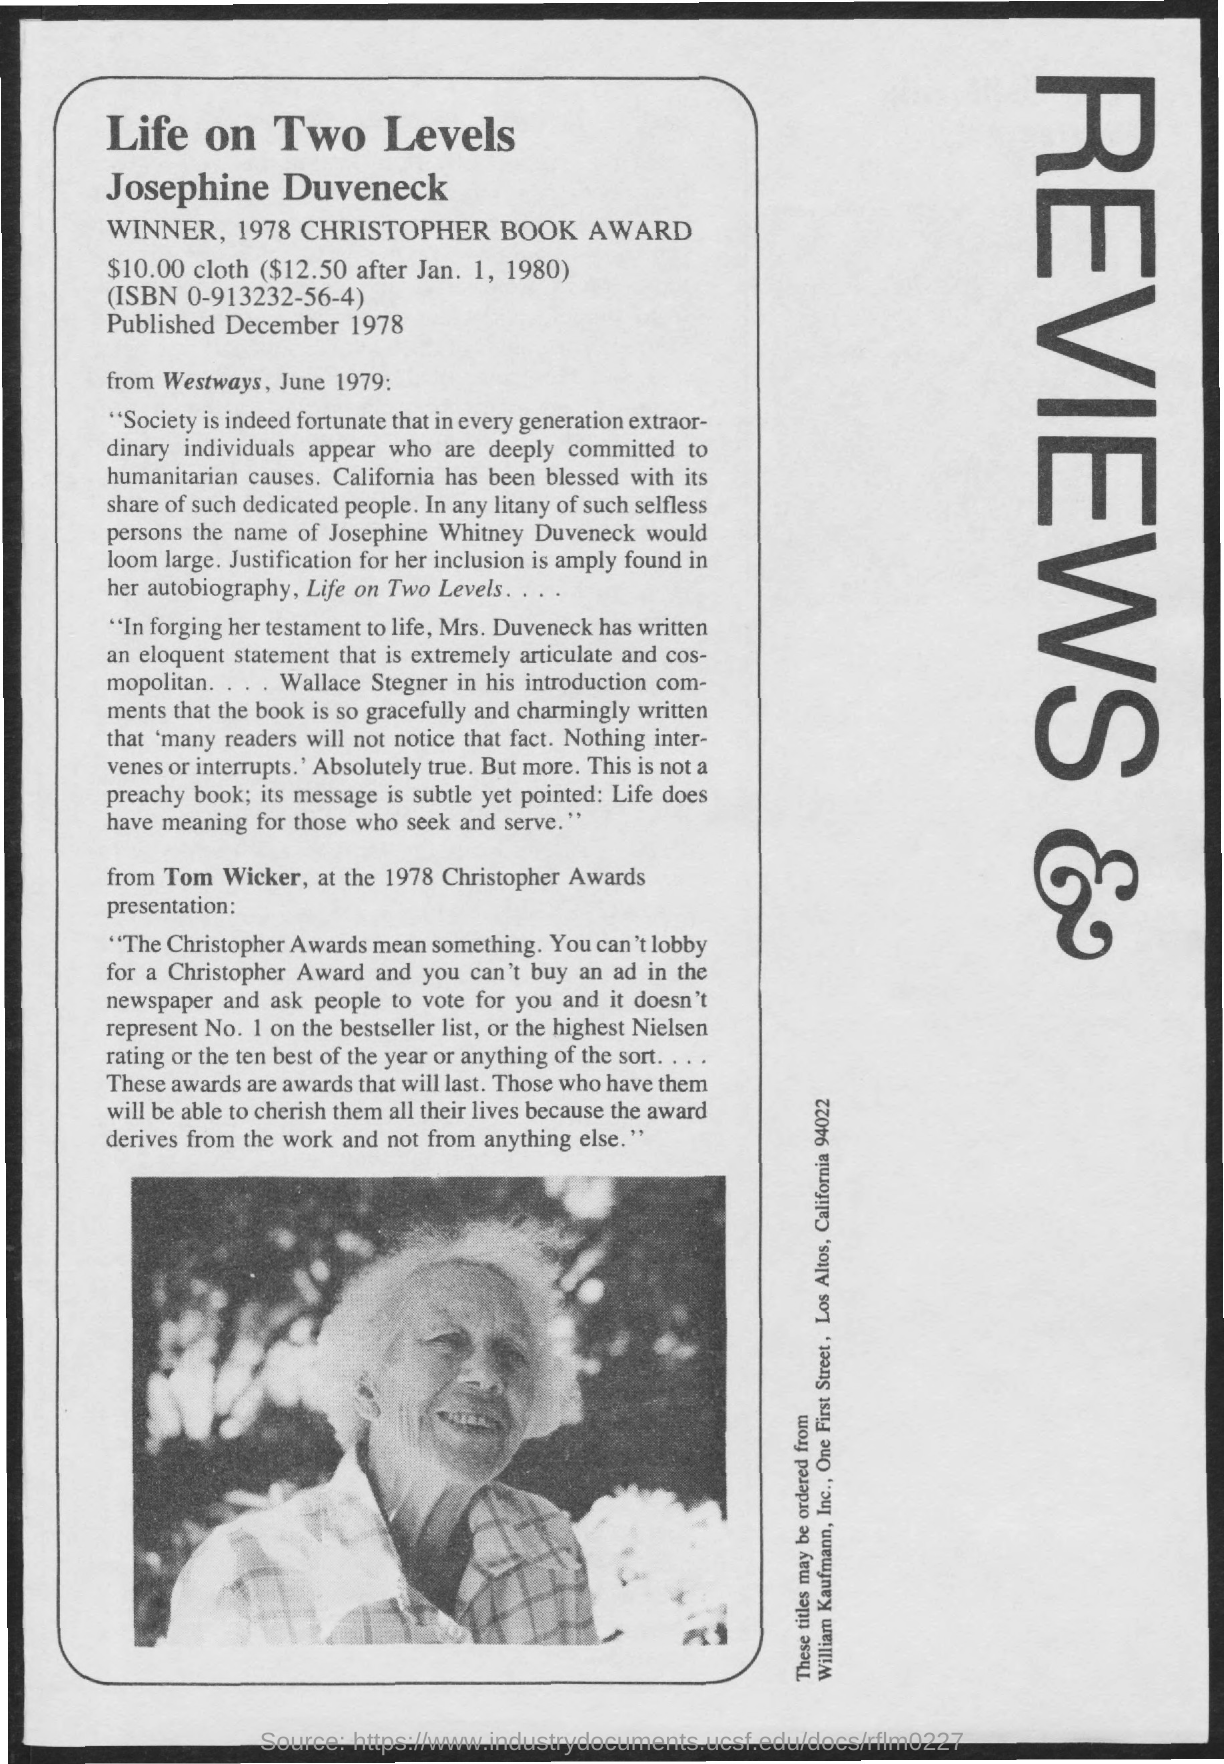 Life on Two Levels
Josephine Duveneck
WINNER, 1978 CHRISTOPHER BOOK AWARD
$10.00 cloth ($12.50 after Jan. 1, 1980)
(ISBN 0-913232-56-4)
Published December 1978
from Westways, June 1979:
“Society is indeed fortunate that in every generation extraor-
dinary individuals appear who are deeply committed to
humanitarian causes. California has been blessed with its
share of such dedicated people. In any litany of such selfless
persons the name of Josephine Whitney Duveneck would
loom large. Justification for her inclusion is amply found in
her autobiography, Life on Two Levels. . . .
“In forging her testament to life, Mrs. Duveneck has written
an eloquent statement that is extremely articulate and cos-
mopolitan. . . . Wallace Stegner in his introduction com-
ments that the book is so gracefully and charmingly written
that ‘many readers will not notice that fact. Nothing inter-
venes or interrupts.’ Absolutely true. But more. This is not a
preachy book; its message is subtle yet pointed: Life does
have meaning for those who seek and serve.”
from Tom Wicker, at the 1978 Christopher Awards
presentation:
“The Christopher Awards mean something. You can’t lobby
for a Christopher Award and you can’t buy an ad in the
newspaper and ask people to vote for you and it doesn’t
represent No. 1 on the bestseller list, or the highest Nielsen
rating or the ten best of the year or anything of the sort. . . .
These awards are awards that will last. Those who have them
will be able to cherish them all their lives because the award
derives from the work and not from anything else.”
These titles may be ordered from
William Kaufmann, Inc., One First Street, Los Altos, California 94022
REVIEWS &
Source: https://www.industrydocuments.ucsf.edu/docs/rflm0227